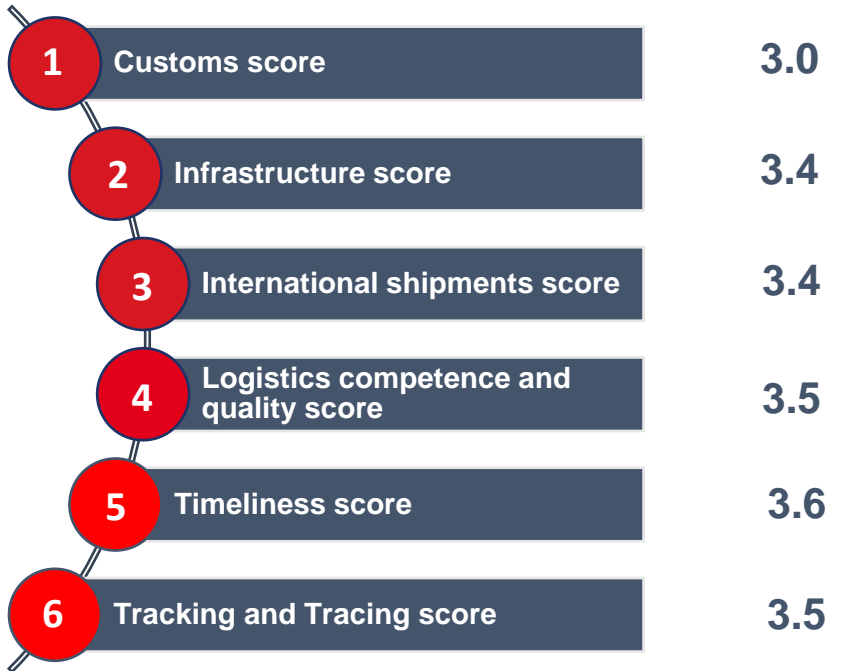 1 Customs score 3.0
2 Infrastructure score 3.4
3 International shipments score 3.4
4 Logistics competence and
quality score 3.5
5 Timeliness score 3.6
6 Tracking and Tracing score 3.5